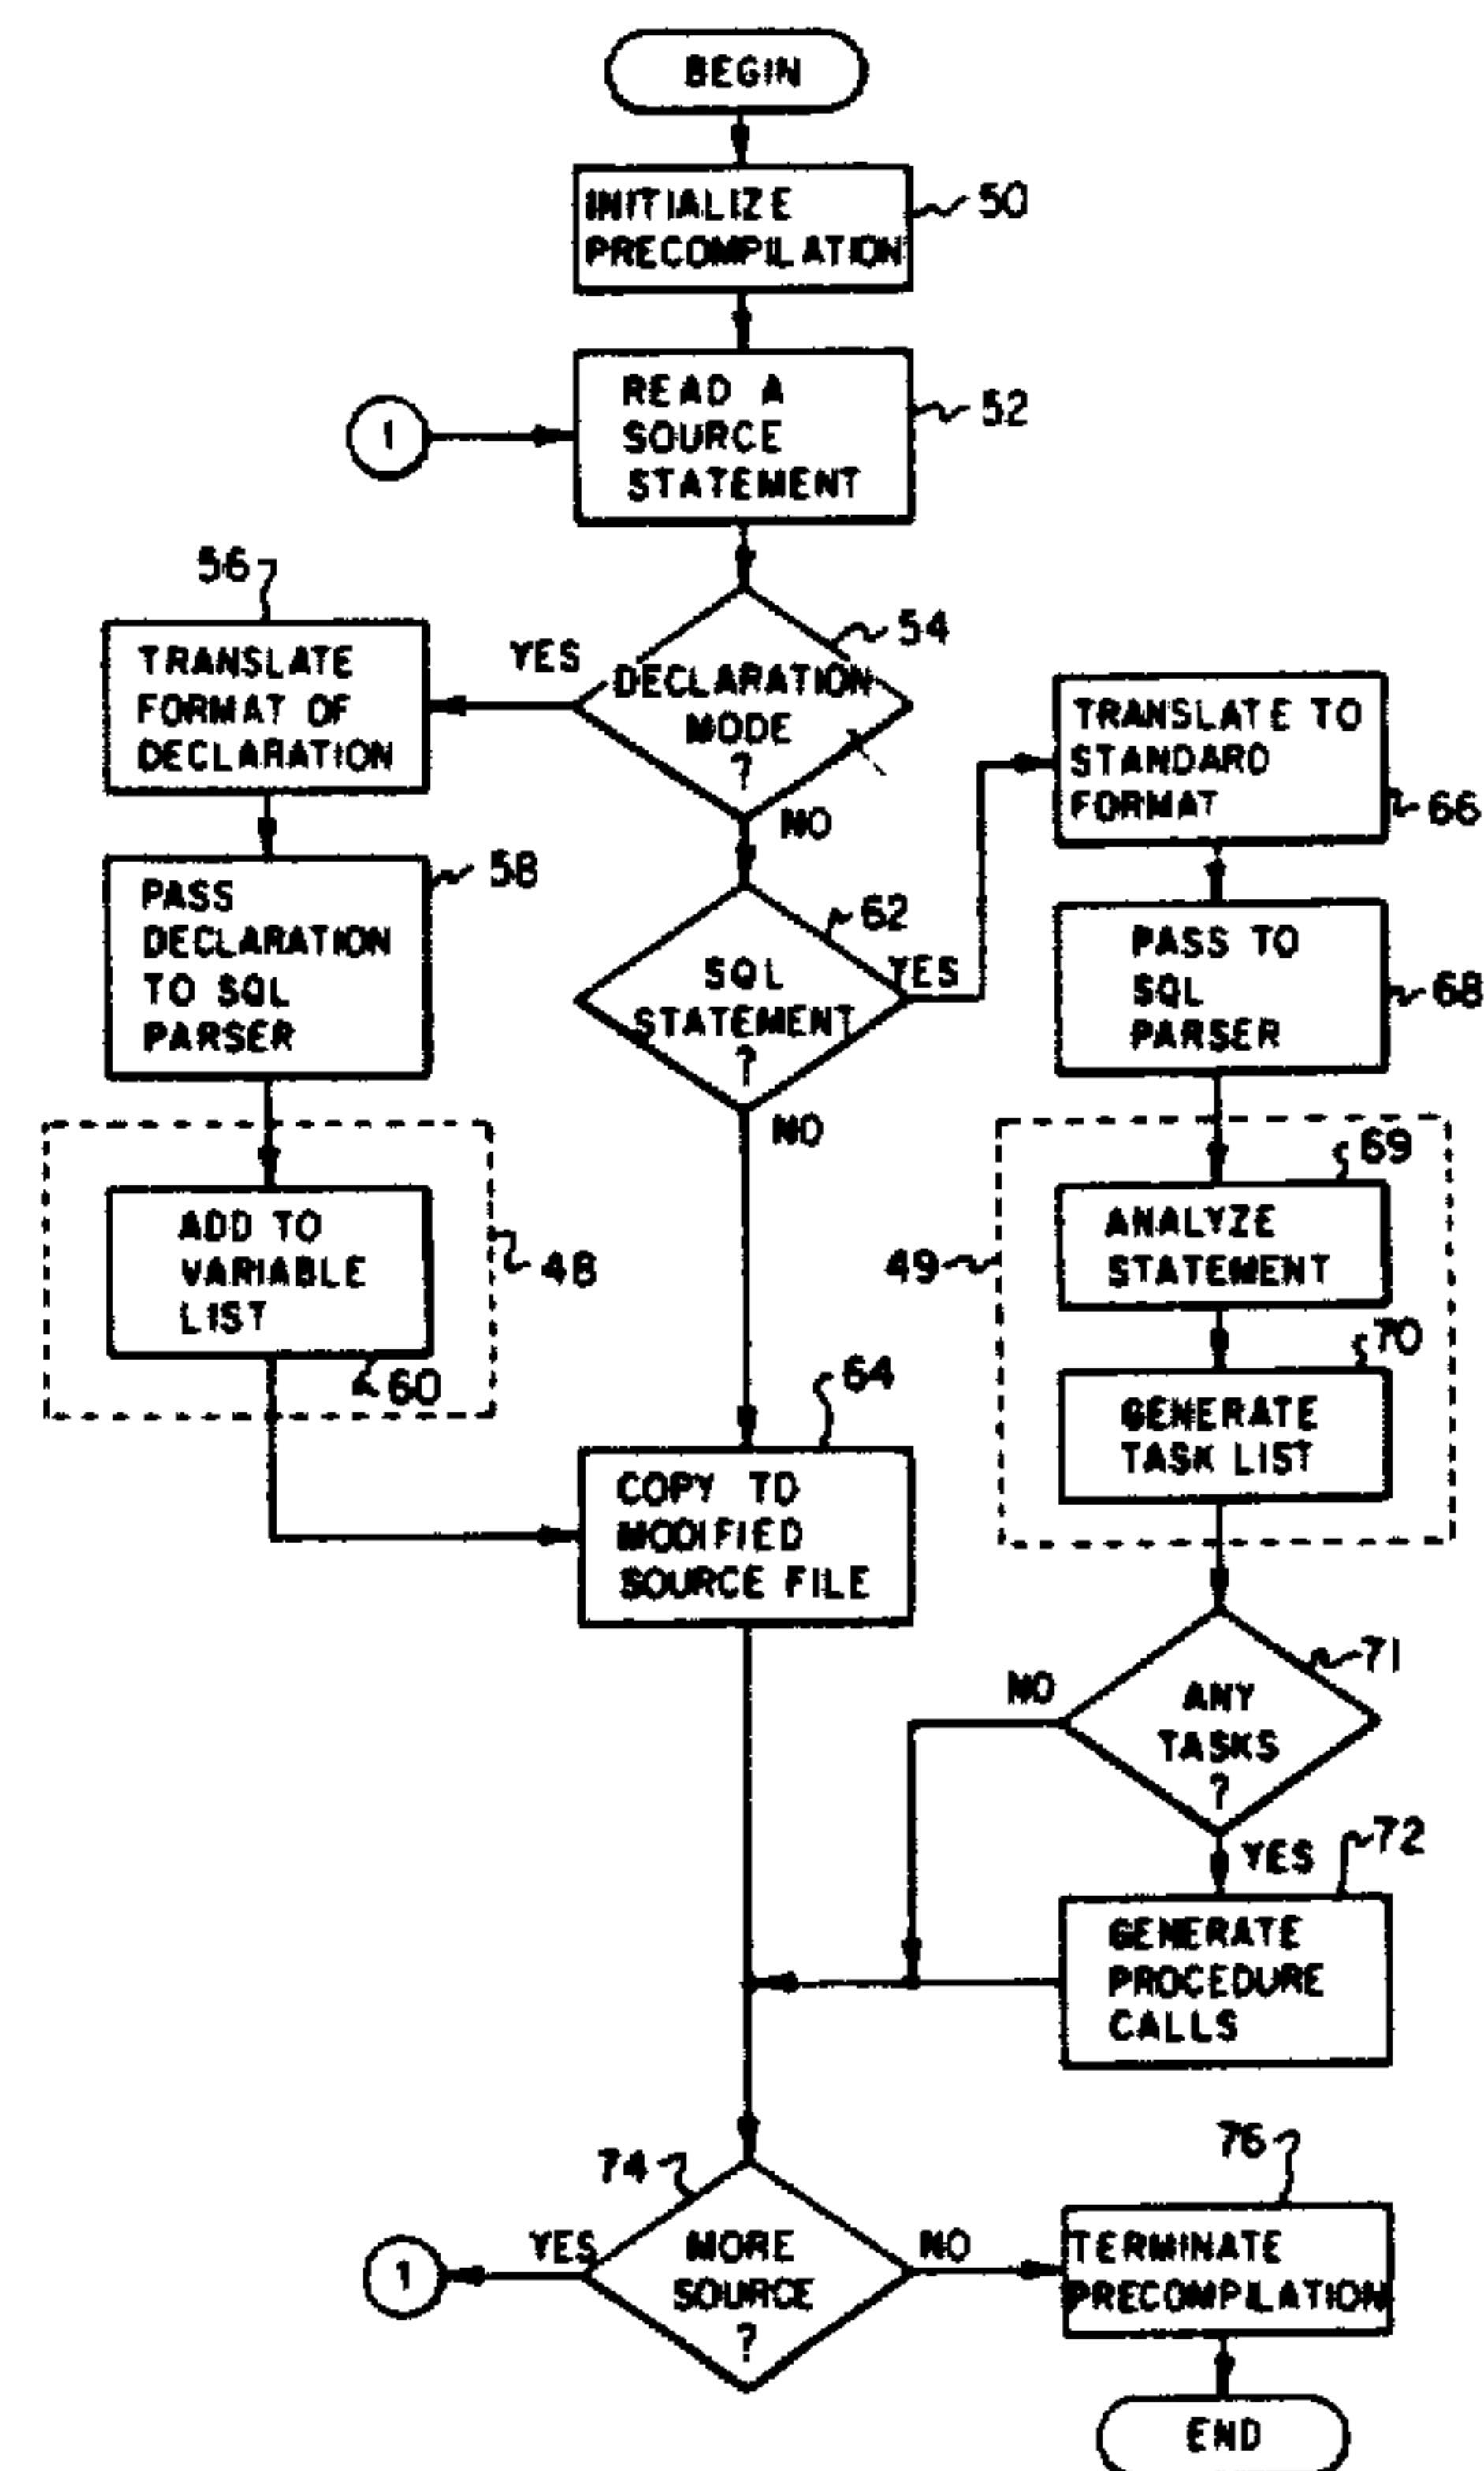 BEGIN
INITIALIZE
PRECOMPILATION
50
READ A
SOURCE
STATEMENT
52
1
56
TRANSLATE
FORMAT OF
DECLARATION
YES
DECLARATION
MODE
?
54
NO
TRANSLATE TO
STANDARD
FORMAT
66
PASS
DECLARATION
TO SQL
PARSER
58
SQL
STATEMENT
?
62
YES
NO
PASS TO
SQL
PARSER
68
ADD TO
VARIABLE
LIST
60
48
49
69
ANALYZE
STATEMENT
70
GENERATE
TASK LIST
64
COPY TO
MODIFIED
SOURCE FILE
NO
ANY
TASKS
?
71
YES
72
GENERATE
PROCEDURE
CALLS
74
MORE
SOURCE
?
YES
1
NO
76
TERMINATE
PRECOMPILATION
END